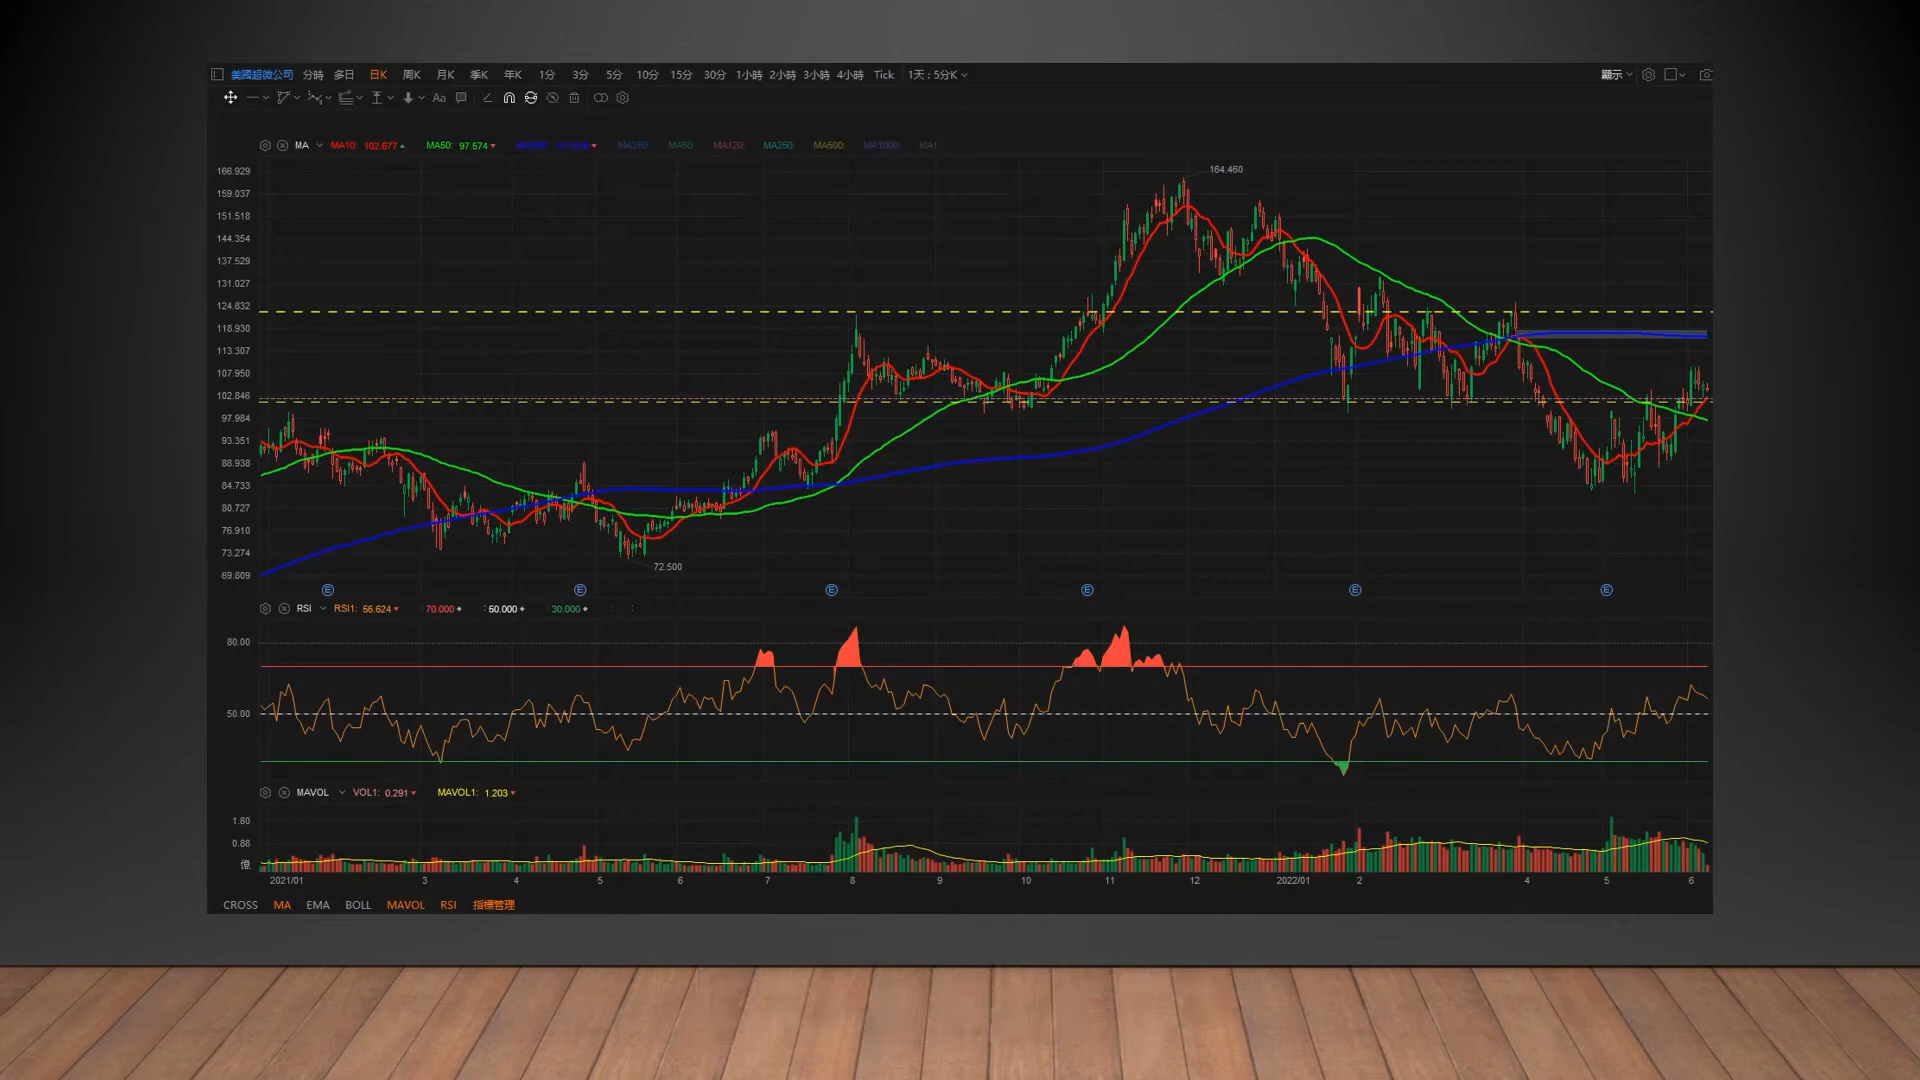 美國超微公司 分時 多日 日K 周K 月K 季K 年K 1分 3分 5分 10分 15分 30分 1小時 2小時 3小時 4小時 Tick 1天 : 5分K 顯示
Aa
MA MA10: 102.677 MA50: 97.574 MA250: MA60: MA120: MA250: MA500: MA1000: MA1
166.929
159.037
151.518
144.354
137.529
131.027
124.832
118.930
113.307
107.950
102.846
97.984
93.351
88.938
84.733
80.727
76.910
73.274
69.809
164.460
72.500
E E E E E E
RSI RSI1: 56.624 : 70.000 : 50.000 : 30.000 : :
80.00
50.00
MAVOL VOL1: 0.291 MAVOL1: 1.203
1.80
0.88
億
2021/01 3 4 5 6 7 8 9 10 11 12 2022/01 2 4 5 6
CROSS MA EMA BOLL MAVOL RSI 指標管理